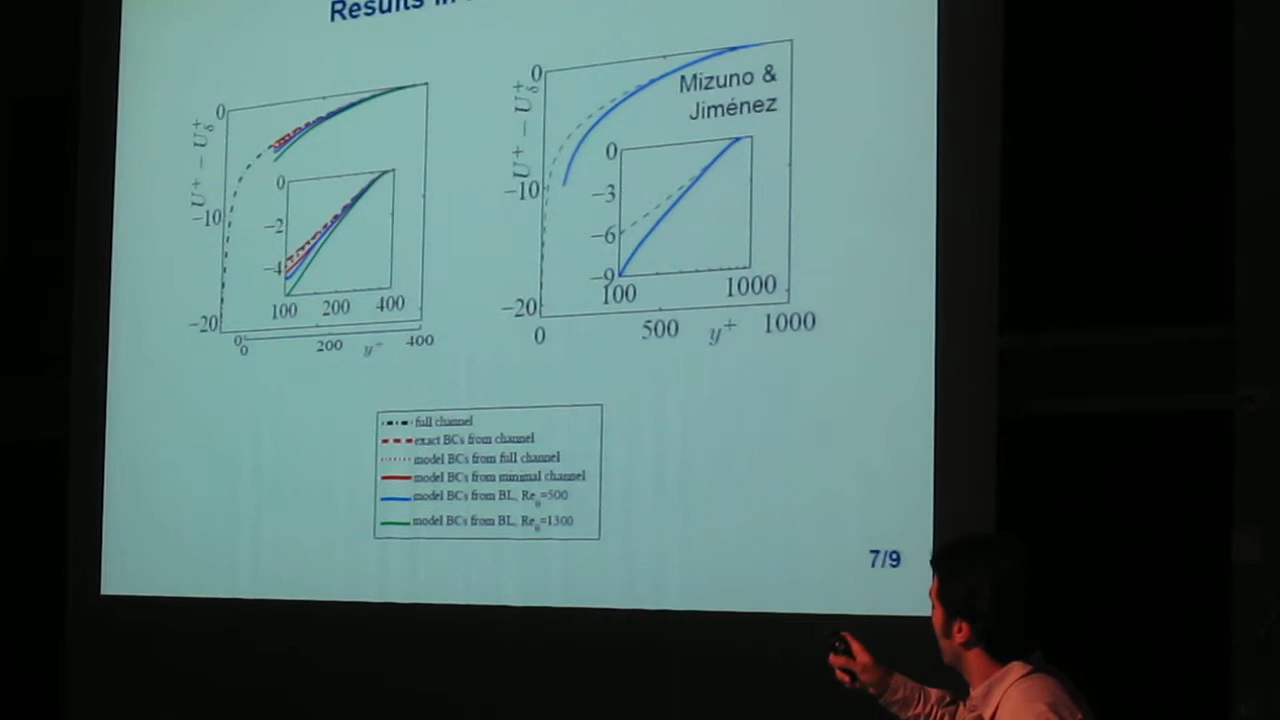 Results in
0
U⁺ − U⁺δ
−10
−20
0
−2
−4
100 200 400
0
0
200 y⁺ 400
0
U⁺ − U⁺δ
−10
−20
Mizuno &
Jiménez
0
−3
−6
−9
100 1000
0 500 y⁺ 1000
full channel
exact BCs from channel
model BCs from full channel
model BCs from minimal channel
model BCs from BL, Reθ=500
model BCs from BL, Reθ=1300
7/9